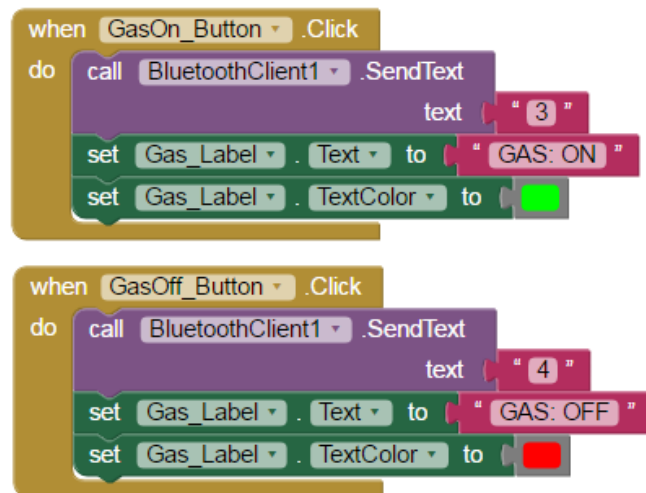 when GasOn_Button .Click
do call BluetoothClient1 .SendText
text " 3 "
set Gas_Label . Text to " GAS: ON "
set Gas_Label . TextColor to
when GasOff_Button .Click
do call BluetoothClient1 .SendText
text " 4 "
set Gas_Label . Text to " GAS: OFF "
set Gas_Label . TextColor to